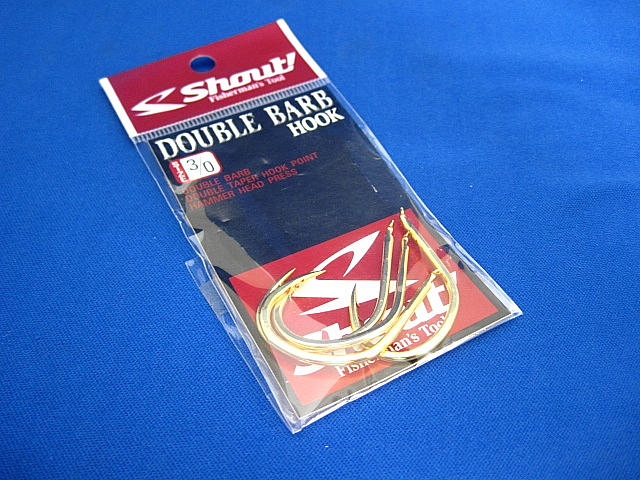 Shout!
Fisherman's Tool
DOUBLE BARB
HOOK
SIZE 3/0
DOUBLE BARB
DOUBLE TAPER HOOK POINT
HAMMER HEAD PRESS
Shout!
Fisherman's Tool